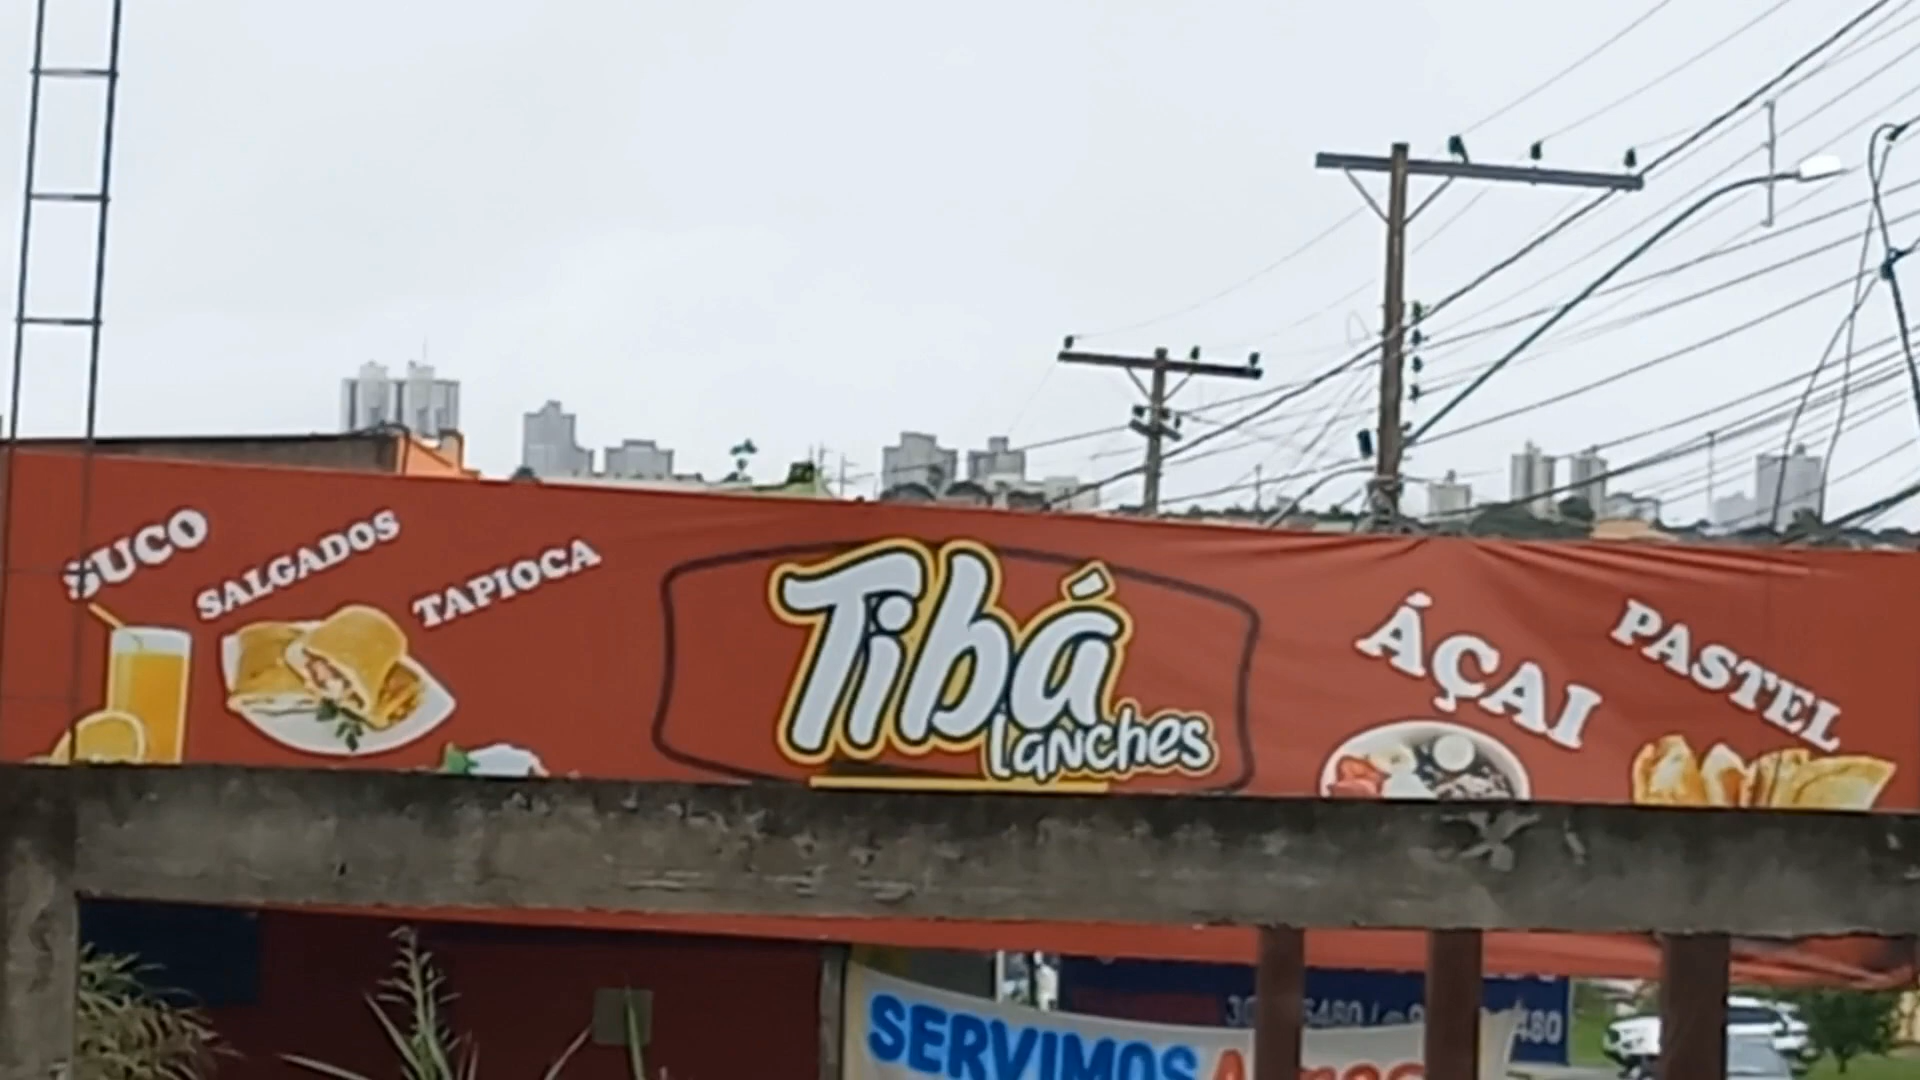 SUCO
SALGADOS
TAPIOCA
Tibá
Lanches
ÁÇAI
PASTEL
SERVIMOS